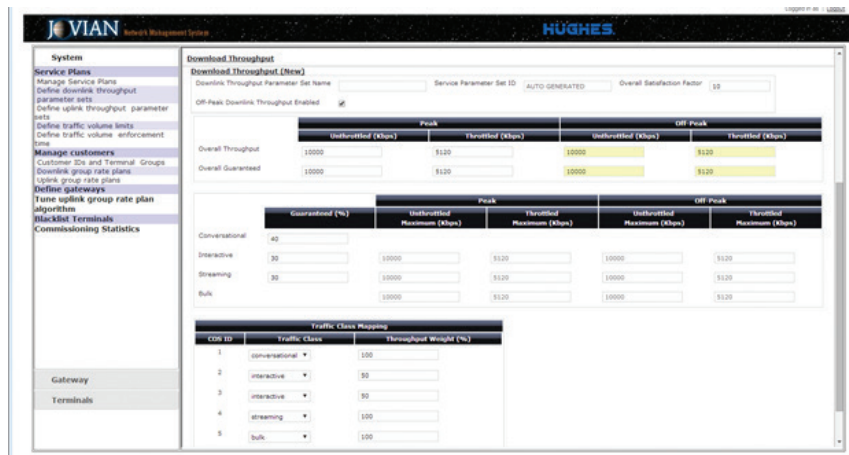 Logged in as | Logout
JOVIAN Network Management System
HUGHES.
System
Service Plans
Manage Service Plans
Define downlink throughput
parameter sets
Define uplink throughput parameter
sets
Define traffic volume limits
Define traffic volume enforcement
time
Manage customers
Customer IDs and Terminal Groups
Downlink group rate plans
Uplink group rate plans
Define gateways
Tune uplink group rate plan
algorithm
Blacklist Terminals
Commissioning Statistics
Gateway
Terminals
Download Throughput
Download Throughput (New)
Downlink Throughput Parameter Set Name Service Parameter Set ID AUTO GENERATED Overall Satisfaction Factor 10
Off-Peak Downlink Throughput Enabled
Peak Off-Peak
Unthrottled (Kbps) Throttled (Kbps) Unthrottled (Kbps) Throttled (Kbps)
Overall Throughput 10000 5120 10000 5120
Overall Guaranteed 10000 5120 10000 5120
Peak Off-Peak
Guaranteed (%) Unthrottled Maximum (Kbps) Throttled Maximum (Kbps) Unthrottled Maximum (Kbps) Throttled Maximum (Kbps)
Conversational 40
Interactive 30 10000 5120 10000 5120
Streaming 30 10000 5120 10000 5120
Bulk 10000 5120 10000 5120
Traffic Class Mapping
COS ID Traffic Class Throughput Weight (%)
1 conversational 100
2 interactive 50
3 interactive 50
4 streaming 100
5 bulk 100